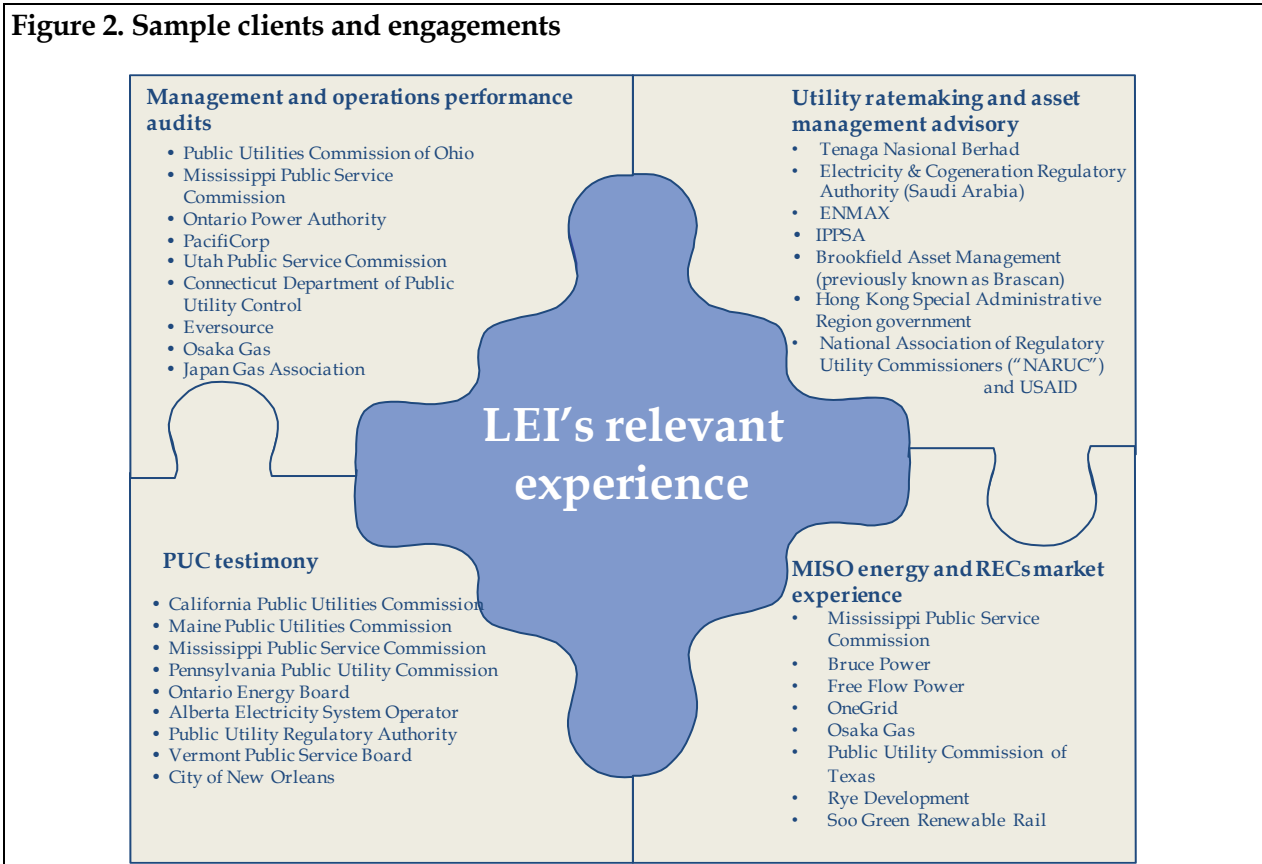 Figure 2. Sample clients and engagements
Management and operations performance
audits
• Public Utilities Commission of Ohio
• Mississippi Public Service
Commission
• Ontario Power Authority
• PacifiCorp
• Utah Public Service Commission
• Connecticut Department of Public
Utility Control
• Eversource
• Osaka Gas
• Japan Gas Association
Utility ratemaking and asset
management advisory
• Tenaga Nasional Berhad
• Electricity & Cogeneration Regulatory
Authority (Saudi Arabia)
• ENMAX
• IPPSA
• Brookfield Asset Management
(previously known as Brascan)
• Hong Kong Special Administrative
Region government
• National Association of Regulatory
Utility Commissioners (“NARUC”)
and USAID
LEI’s relevant
experience
PUC testimony
• California Public Utilities Commission
• Maine Public Utilities Commission
• Mississippi Public Service Commission
• Pennsylvania Public Utility Commission
• Ontario Energy Board
• Alberta Electricity System Operator
• Public Utility Regulatory Authority
• Vermont Public Service Board
• City of New Orleans
MISO energy and RECs market
experience
• Mississippi Public Service
Commission
• Bruce Power
• Free Flow Power
• OneGrid
• Osaka Gas
• Public Utility Commission of
Texas
• Rye Development
• Soo Green Renewable Rail